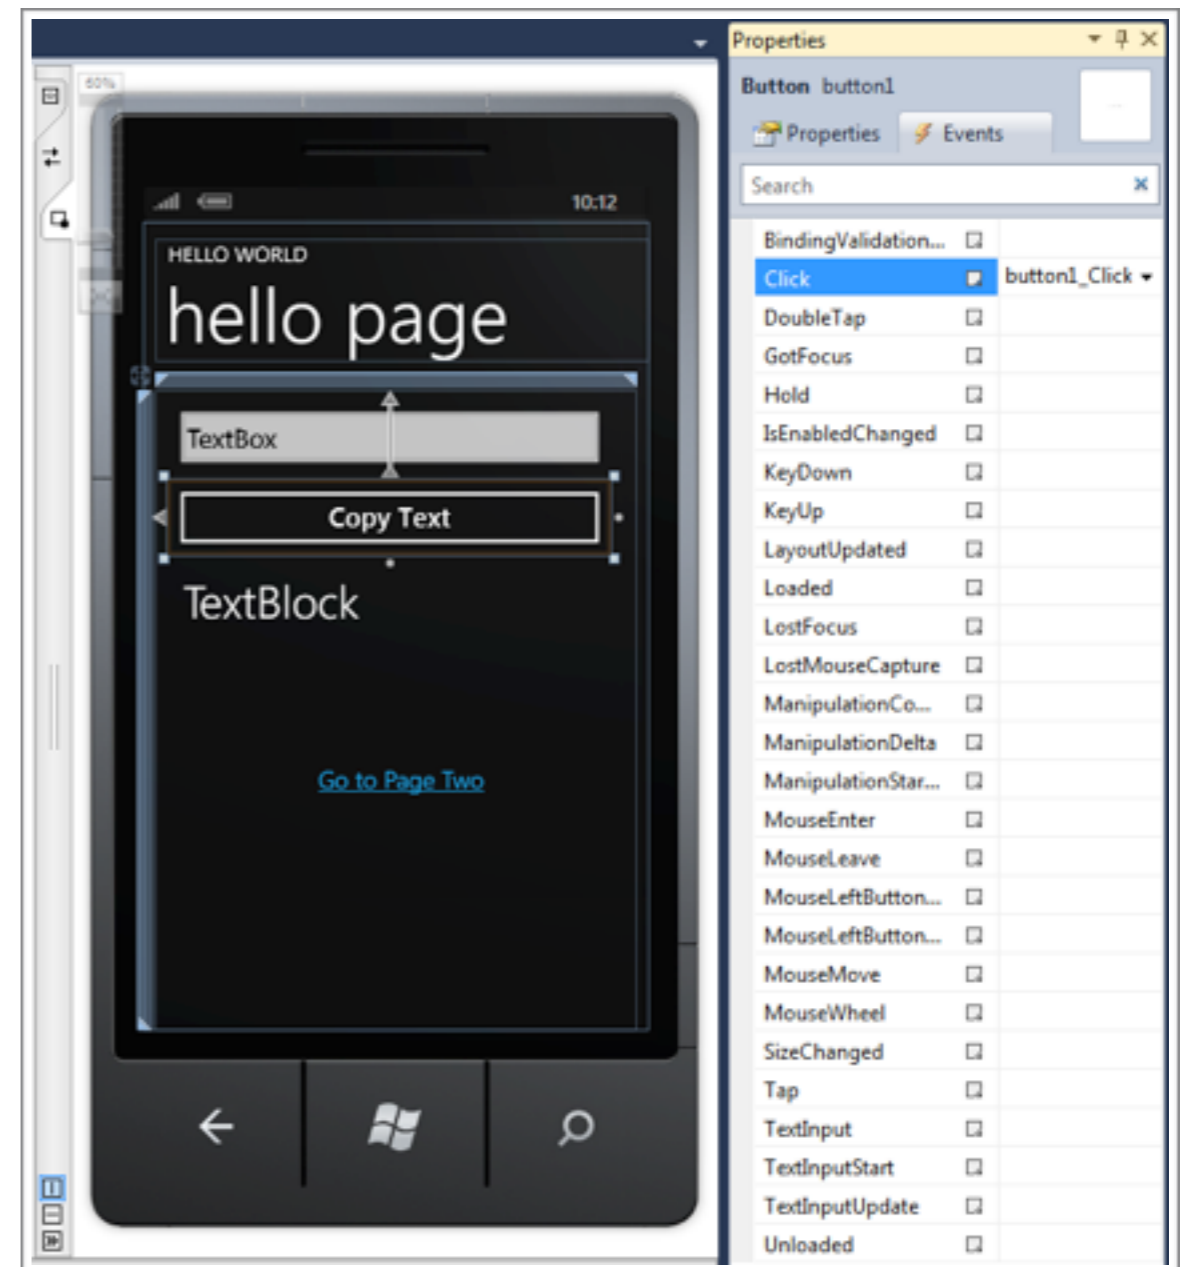 Properties
Button button1
Properties
Events
Search
60%
10:12
HELLO WORLD
hello page
TextBox
Copy Text
TextBlock
Go to Page Two
BindingValidation...
Click button1_Click
DoubleTap
GotFocus
Hold
IsEnabledChanged
KeyDown
KeyUp
LayoutUpdated
Loaded
LostFocus
LostMouseCapture
ManipulationCo...
ManipulationDelta
ManipulationStar...
MouseEnter
MouseLeave
MouseLeftButton...
MouseLeftButton...
MouseMove
MouseWheel
SizeChanged
Tap
TextInput
TextInputStart
TextInputUpdate
Unloaded